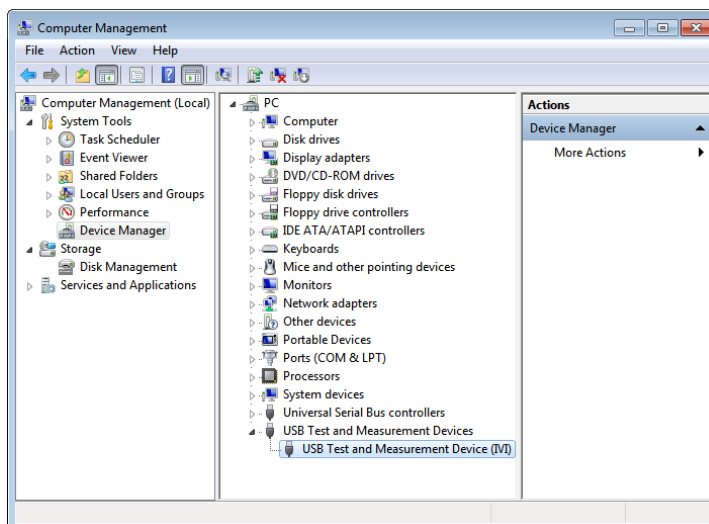 Computer Management
File Action View Help
Computer Management (Local)
System Tools
Task Scheduler
Event Viewer
Shared Folders
Local Users and Groups
Performance
Device Manager
Storage
Disk Management
Services and Applications
PC
Computer
Disk drives
Display adapters
DVD/CD-ROM drives
Floppy disk drives
Floppy drive controllers
IDE ATA/ATAPI controllers
Keyboards
Mice and other pointing devices
Monitors
Network adapters
Other devices
Portable Devices
Ports (COM & LPT)
Processors
System devices
Universal Serial Bus controllers
USB Test and Measurement Devices
USB Test and Measurement Device (IVI)
Actions
Device Manager
More Actions